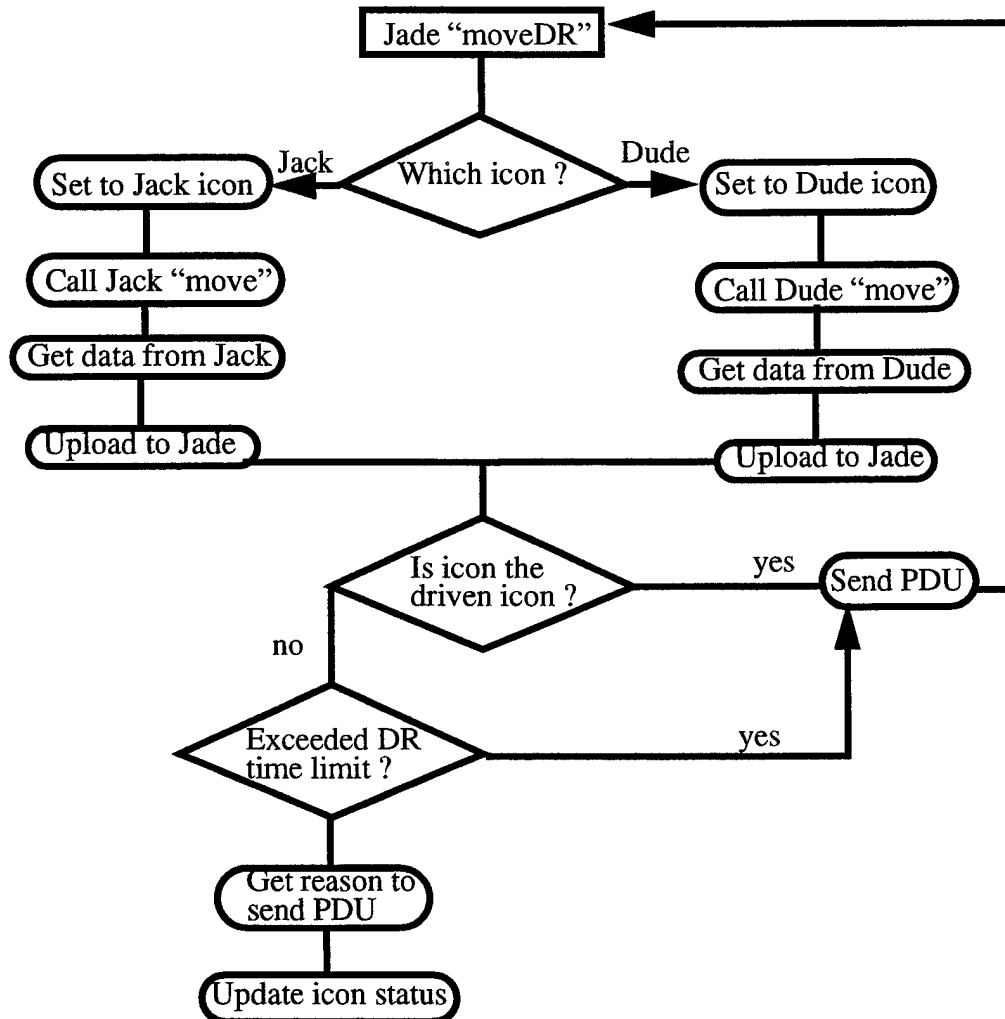 Jade “moveDR”
Which icon ?
Jack
Dude
Set to Jack icon
Set to Dude icon
Call Jack “move”
Call Dude “move”
Get data from Jack
Get data from Dude
Upload to Jade
Upload to Jade
Is icon the
driven icon ?
yes
Send PDU
no
Exceeded DR
time limit ?
yes
Get reason to
send PDU
Update icon status